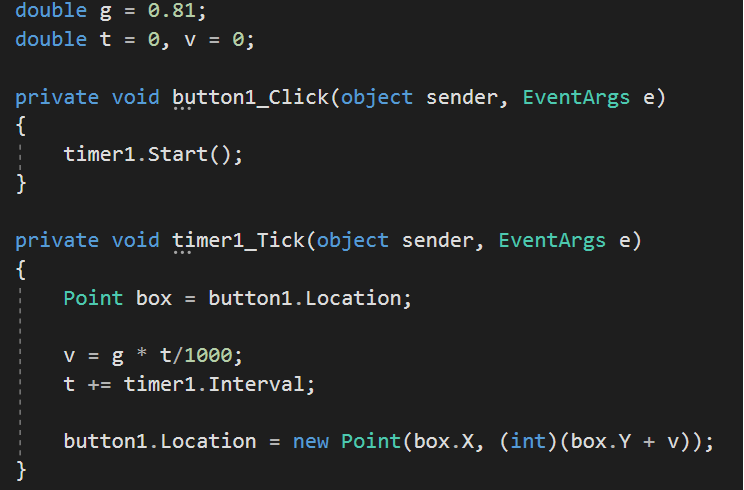 double g = 0.81;
double t = 0, v = 0;
private void button1_Click(object sender, EventArgs e)
{
timer1.Start();
}
private void timer1_Tick(object sender, EventArgs e)
{
Point box = button1.Location;
v = g * t/1000;
t += timer1.Interval;
button1.Location = new Point(box.X, (int)(box.Y + v));
}